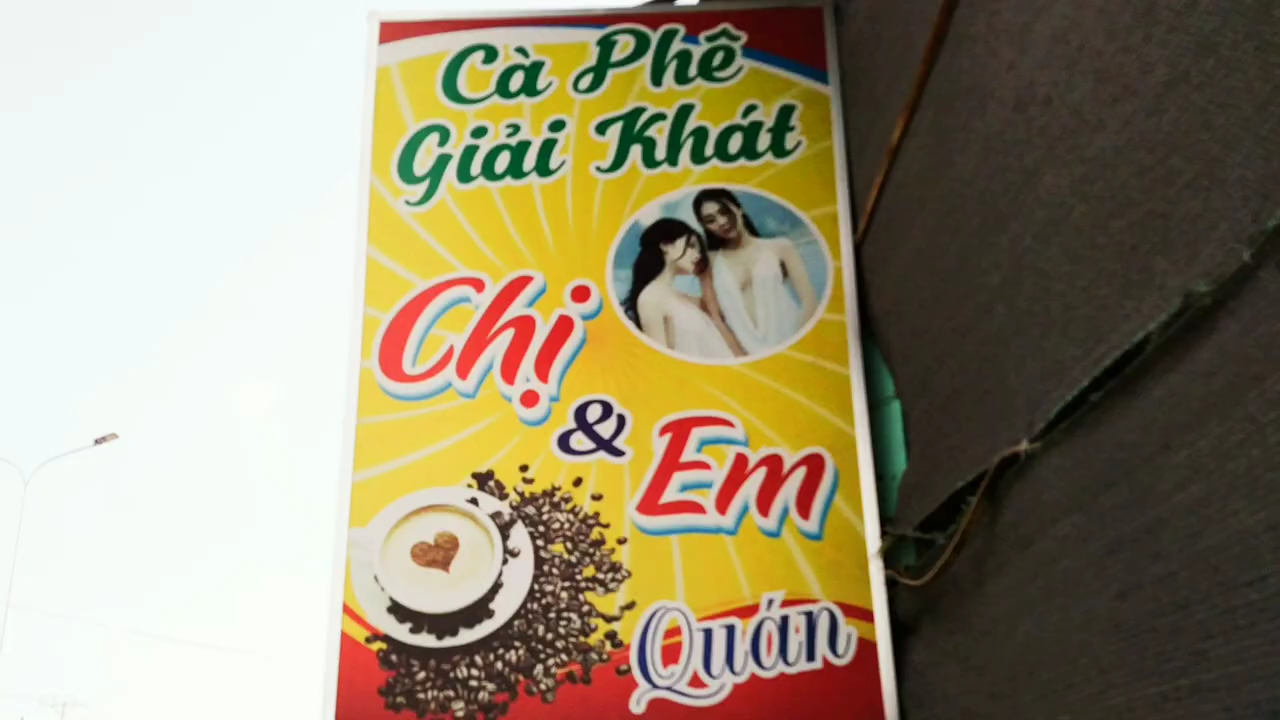 Cà Phê
Giải Khát
Chị
&
Em
Quán